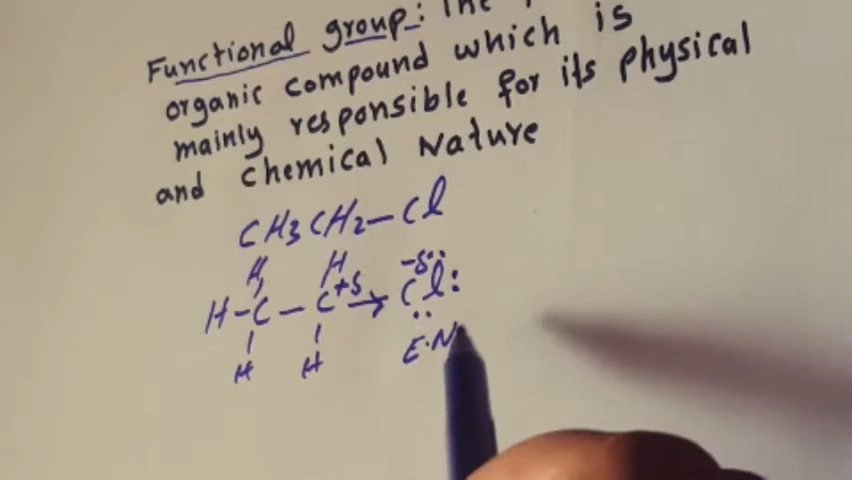 Functional group: The
organic compound which is
mainly responsible for its physical
and chemical Nature
CH3CH2-Cl
H H -S
H-C-C+S→Cl:
H H E.N